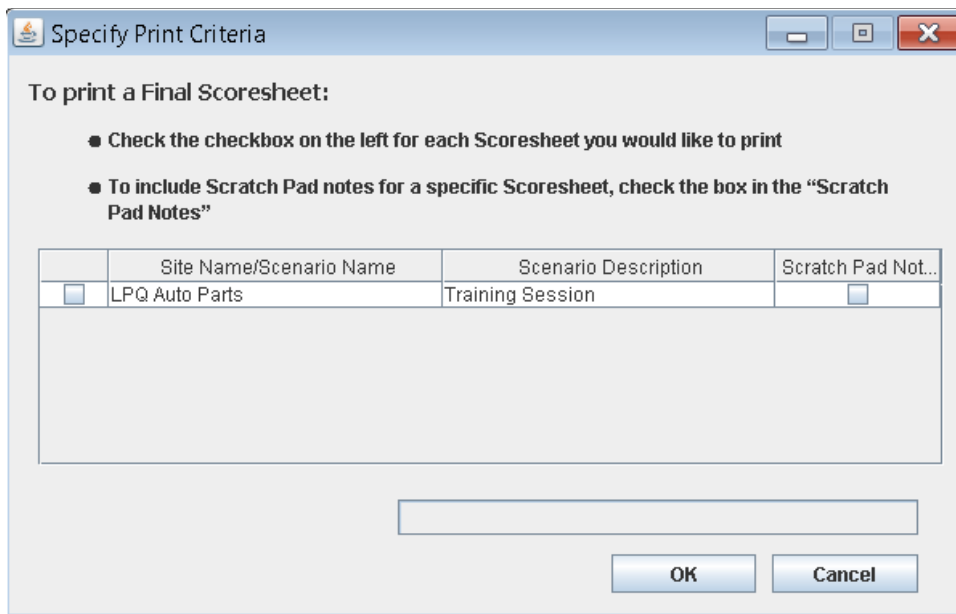 Specify Print Criteria
To print a Final Scoresheet:
● Check the checkbox on the left for each Scoresheet you would like to print
● To include Scratch Pad notes for a specific Scoresheet, check the box in the “Scratch
Pad Notes”
Site Name/Scenario Name Scenario Description Scratch Pad Not...
LPQ Auto Parts Training Session
OK Cancel